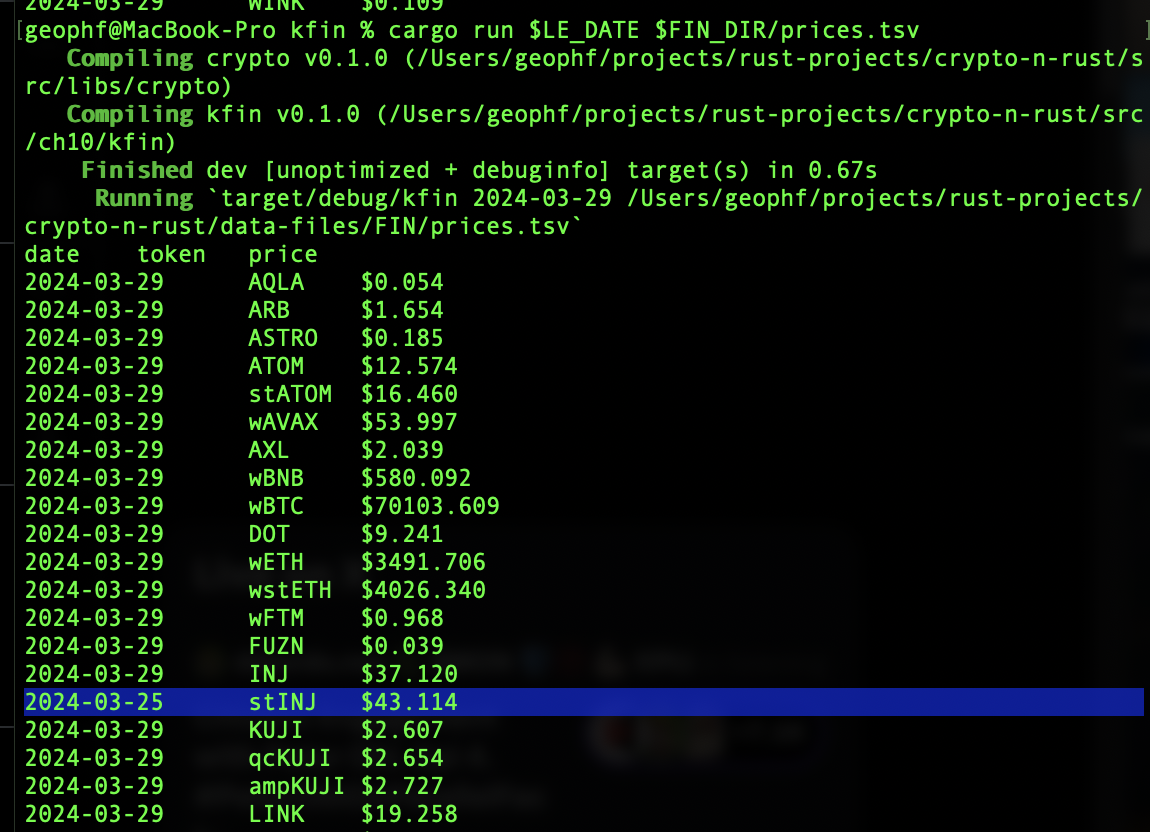 2024-03-29      WINK    $0.109
[geophf@MacBook-Pro kfin % cargo run $LE_DATE $FIN_DIR/prices.tsv ]
   Compiling crypto v0.1.0 (/Users/geophf/projects/rust-projects/crypto-n-rust/s
rc/libs/crypto)
   Compiling kfin v0.1.0 (/Users/geophf/projects/rust-projects/crypto-n-rust/src
/ch10/kfin)
    Finished dev [unoptimized + debuginfo] target(s) in 0.67s
     Running `target/debug/kfin 2024-03-29 /Users/geophf/projects/rust-projects/
crypto-n-rust/data-files/FIN/prices.tsv`
date    token   price
2024-03-29      AQLA    $0.054
2024-03-29      ARB     $1.654
2024-03-29      ASTRO   $0.185
2024-03-29      ATOM    $12.574
2024-03-29      stATOM  $16.460
2024-03-29      wAVAX   $53.997
2024-03-29      AXL     $2.039
2024-03-29      wBNB    $580.092
2024-03-29      wBTC    $70103.609
2024-03-29      DOT     $9.241
2024-03-29      wETH    $3491.706
2024-03-29      wstETH  $4026.340
2024-03-29      wFTM    $0.968
2024-03-29      FUZN    $0.039
2024-03-29      INJ     $37.120
2024-03-25      stINJ   $43.114
2024-03-29      KUJI    $2.607
2024-03-29      qcKUJI  $2.654
2024-03-29      ampKUJI $2.727
2024-03-29      LINK    $19.258